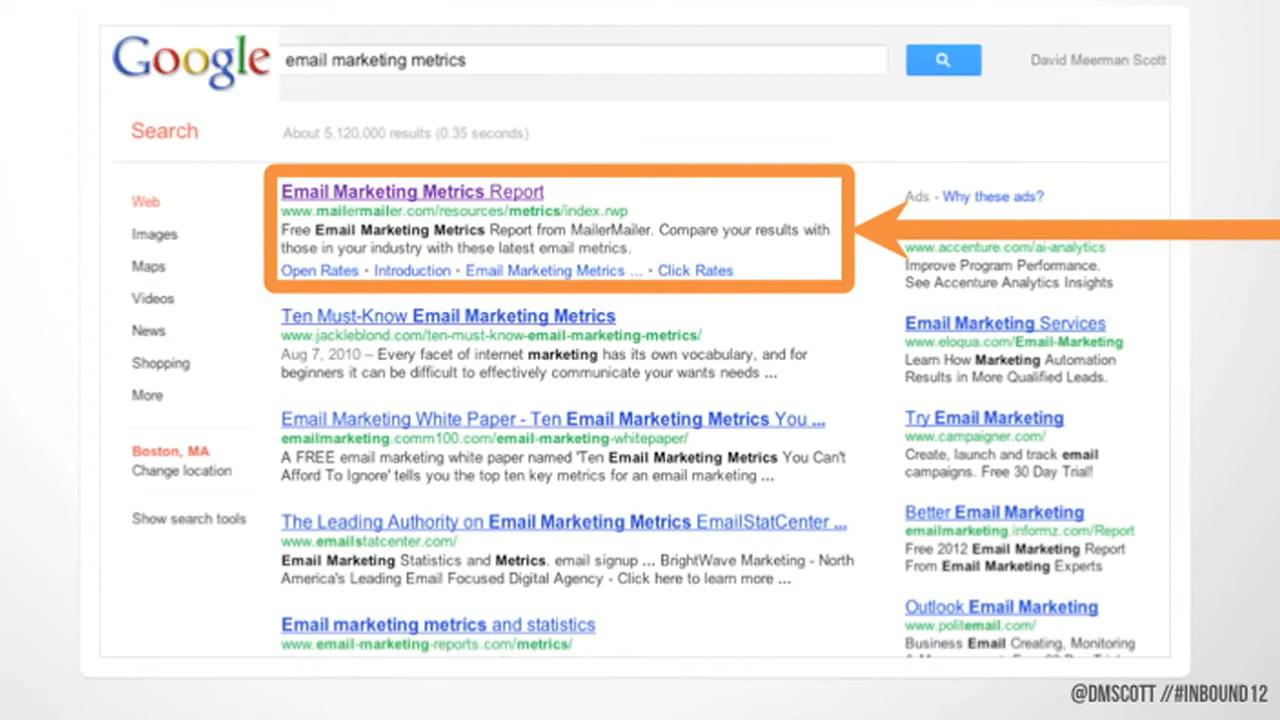 Google
email marketing metrics
David Meerman Scott
Search
About 5,120,000 results (0.35 seconds)
Web
Images
Maps
Videos
News
Shopping
More
Boston, MA
Change location
Show search tools
Email Marketing Metrics Report
www.mailermailer.com/resources/metrics/index.rwp
Free Email Marketing Metrics Report from MailerMailer. Compare your results with
those in your industry with these latest email metrics.
Open Rates - Introduction - Email Marketing Metrics ... - Click Rates
Ten Must-Know Email Marketing Metrics
www.jackleblond.com/ten-must-know-email-marketing-metrics/
Aug 7, 2010 – Every facet of internet marketing has its own vocabulary, and for
beginners it can be difficult to effectively communicate your wants needs ...
Email Marketing White Paper - Ten Email Marketing Metrics You ...
emailmarketing.comm100.com/email-marketing-whitepaper/
A FREE email marketing white paper named 'Ten Email Marketing Metrics You Can't
Afford To Ignore' tells you the top ten key metrics for an email marketing ...
The Leading Authority on Email Marketing Metrics EmailStatCenter ...
www.emailstatcenter.com/
Email Marketing Statistics and Metrics. email signup ... BrightWave Marketing - North
America's Leading Email Focused Digital Agency - Click here to learn more ...
Email marketing metrics and statistics
www.email-marketing-reports.com/metrics/
Ads - Why these ads?
www.accenture.com/ai-analytics
Improve Program Performance.
See Accenture Analytics Insights
Email Marketing Services
www.eloqua.com/Email-Marketing
Learn How Marketing Automation
Results in More Qualified Leads.
Try Email Marketing
www.campaigner.com/
Create, launch and track email
campaigns. Free 30 Day Trial!
Better Email Marketing
emailmarketing.informz.com/Report
Free 2012 Email Marketing Report
From Email Marketing Experts
Outlook Email Marketing
www.politemail.com/
Business Email Creating, Monitoring
@DMSCOTT //#INBOUND12